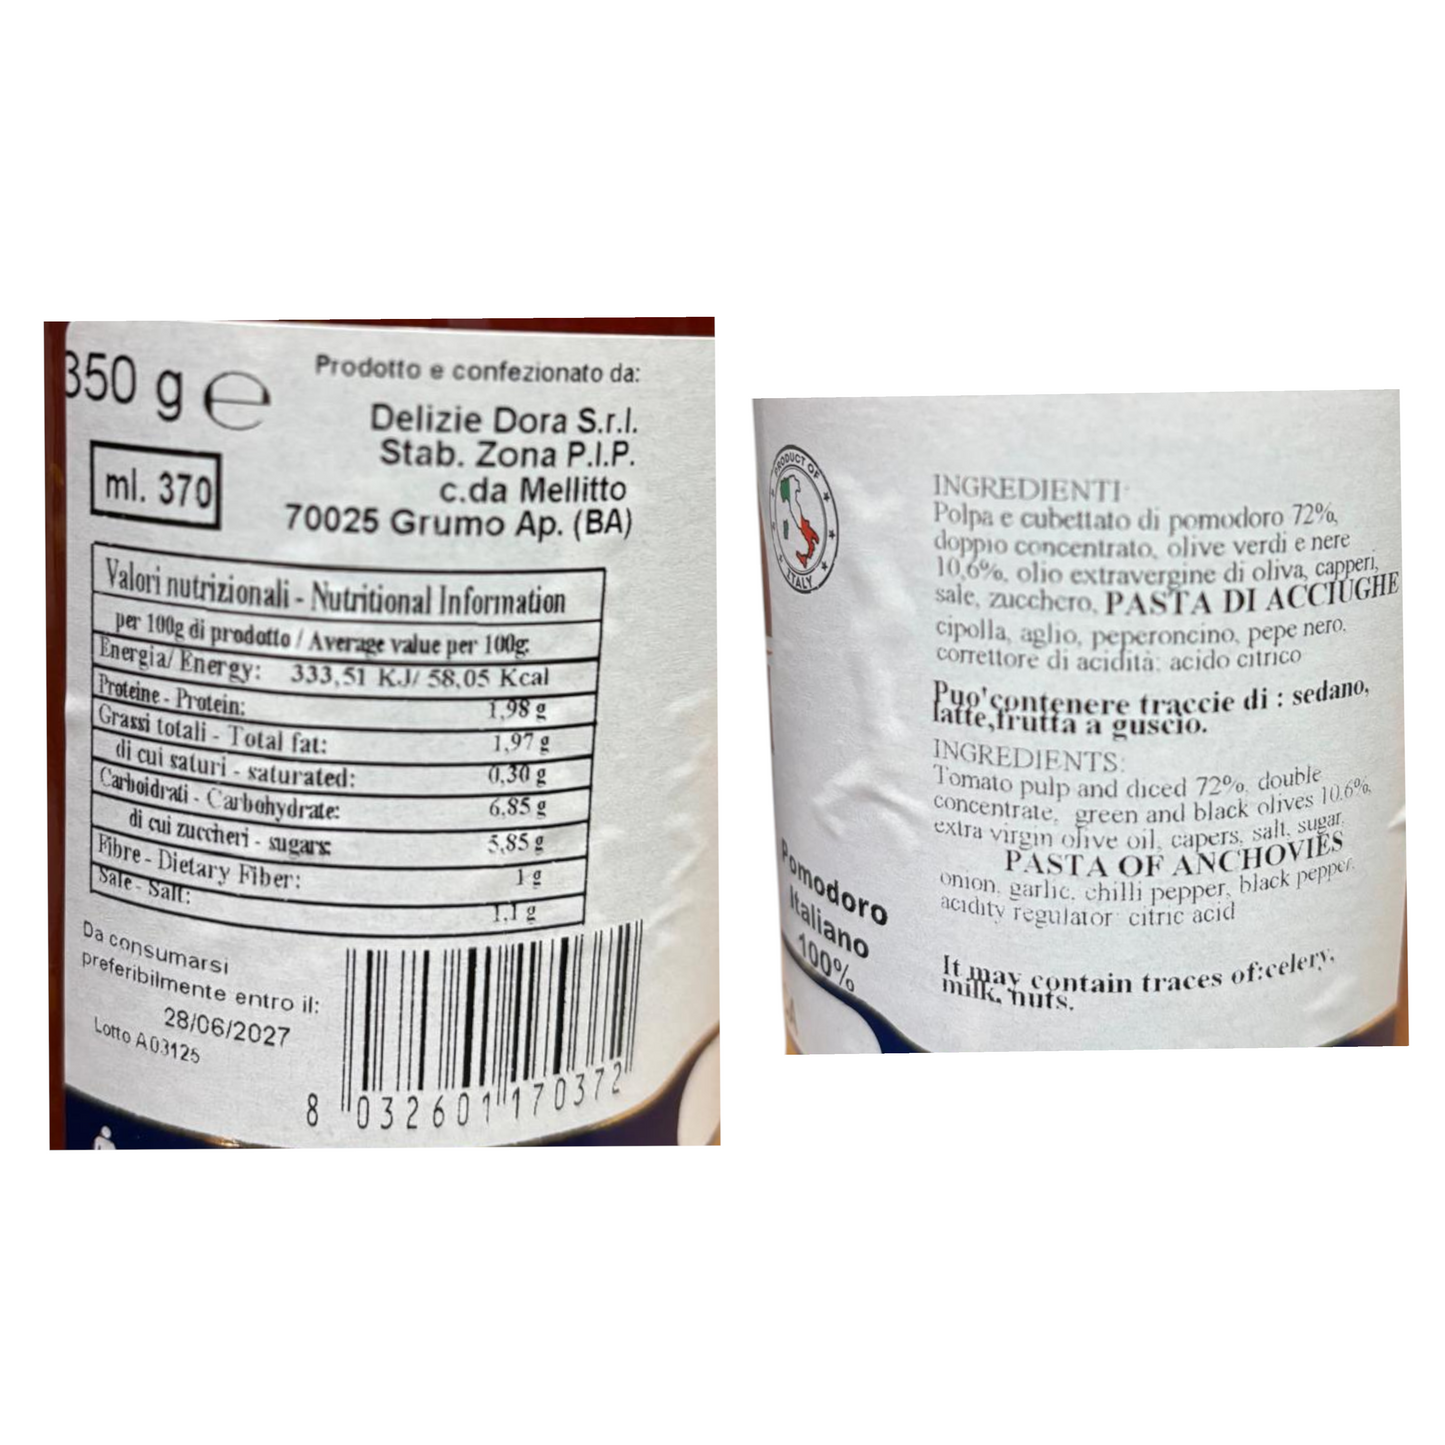 350 g e
ml. 370
Prodotto e confezionato da:
Delizie Dora S.r.l.
Stab. Zona P.I.P.
c.da Mellitto
70025 Grumo Ap. (BA)
Valori nutrizionali - Nutritional Information
per 100g di prodotto / Average value per 100g:
Energia/ Energy: 333,51 KJ/ 58,05 Kcal
Proteine - Protein: 1,98 g
Grassi totali - Total fat: 1,97 g
di cui saturi - saturated: 0,30 g
Carboidrati - Carbohydrate: 6,85 g
di cui zuccheri - sugars: 5,85 g
Fibre - Dietary Fiber: 1 g
Sale - Salt: 1,1 g
Da consumarsi
preferibilmente entro il:
28/06/2027
Lotto A03125
8 032601 170372
PRODUCT OF
ITALY
Pomodoro
Italiano
100%
INGREDIENTI:
Polpa e cubettato di pomodoro 72%,
doppio concentrato, olive verdi e nere
10,6%, olio extravergine di oliva, capperi,
sale, zucchero, PASTA DI ACCIUGHE
cipolla, aglio, peperoncino, pepe nero,
correttore di acidità: acido citrico
Puo'contenere traccie di : sedano,
latte,frutta a guscio.
INGREDIENTS:
Tomato pulp and diced 72%, double
concentrate, green and black olives 10.6%,
extra virgin olive oil, capers, salt, sugar,
PASTA OF ANCHOVIES
onion, garlic, chilli pepper, black pepper,
acidity regulator: citric acid
It may contain traces of:celery,
milk, nuts.